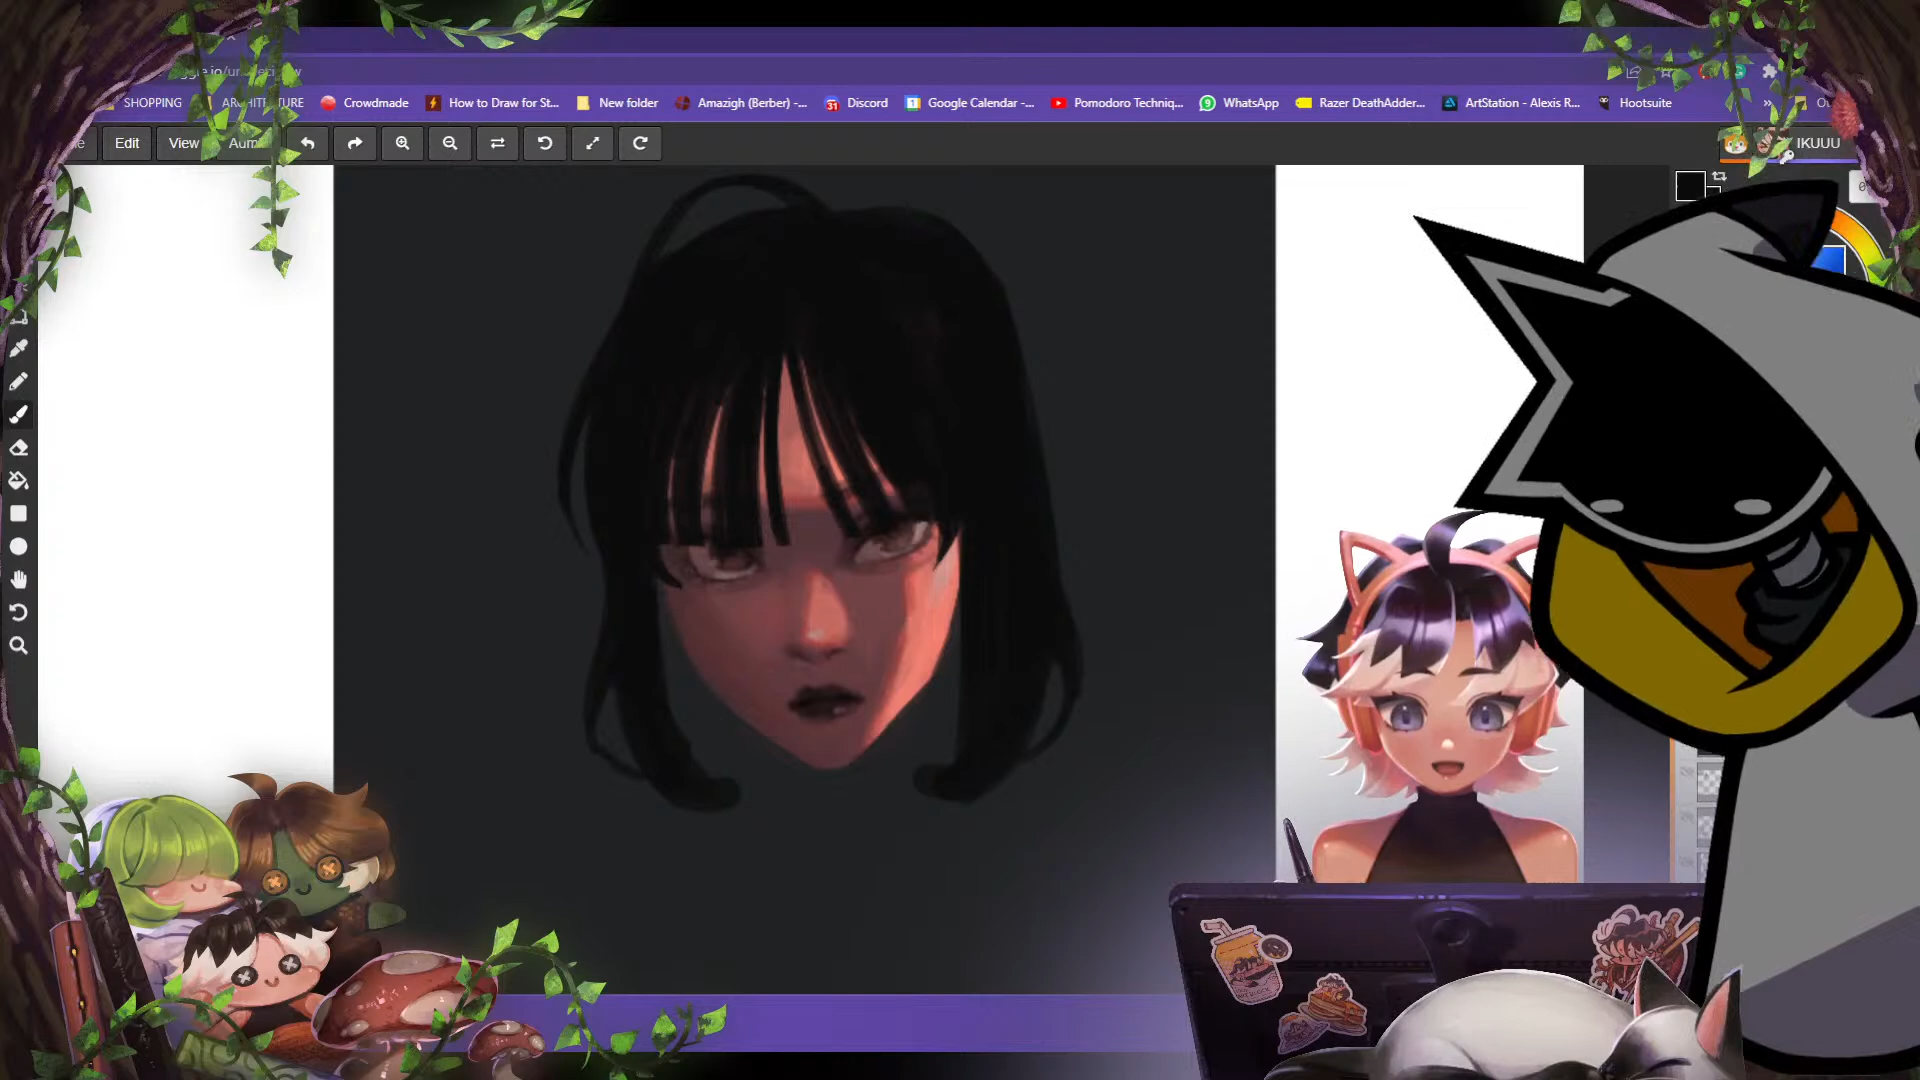 SHOPPING
Crowdmade
How to Draw for St...
New folder
Amazigh (Berber) -...
Discord
Google Calendar -...
Pomodoro Techniq...
WhatsApp
Razer DeathAdder...
ArtStation - Alexis R...
Hootsuite
»
Edit
View
IKUUU